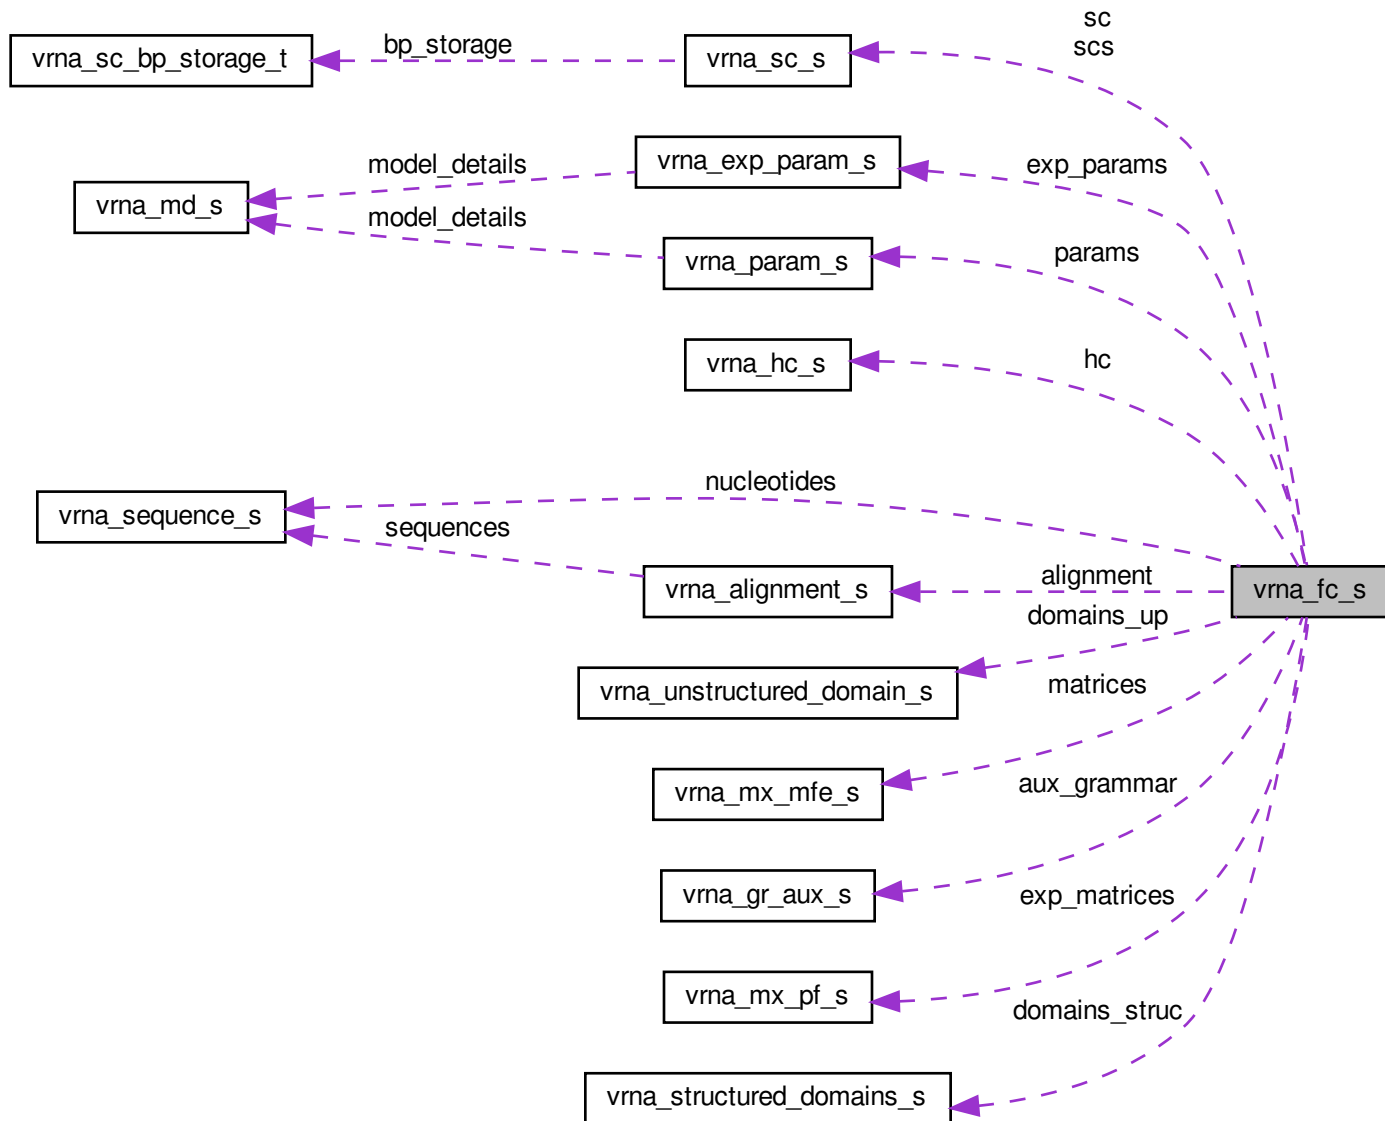 sc
scs
bp_storage
vrna_sc_bp_storage_t
vrna_sc_s
model_details
vrna_exp_param_s
exp_params
vrna_md_s
model_details
vrna_param_s
params
vrna_hc_s
hc
nucleotides
vrna_sequence_s
sequences
alignment
vrna_alignment_s
vrna_fc_s
domains_up
vrna_unstructured_domain_s
matrices
vrna_mx_mfe_s
aux_grammar
vrna_gr_aux_s
exp_matrices
vrna_mx_pf_s
domains_struc
vrna_structured_domains_s